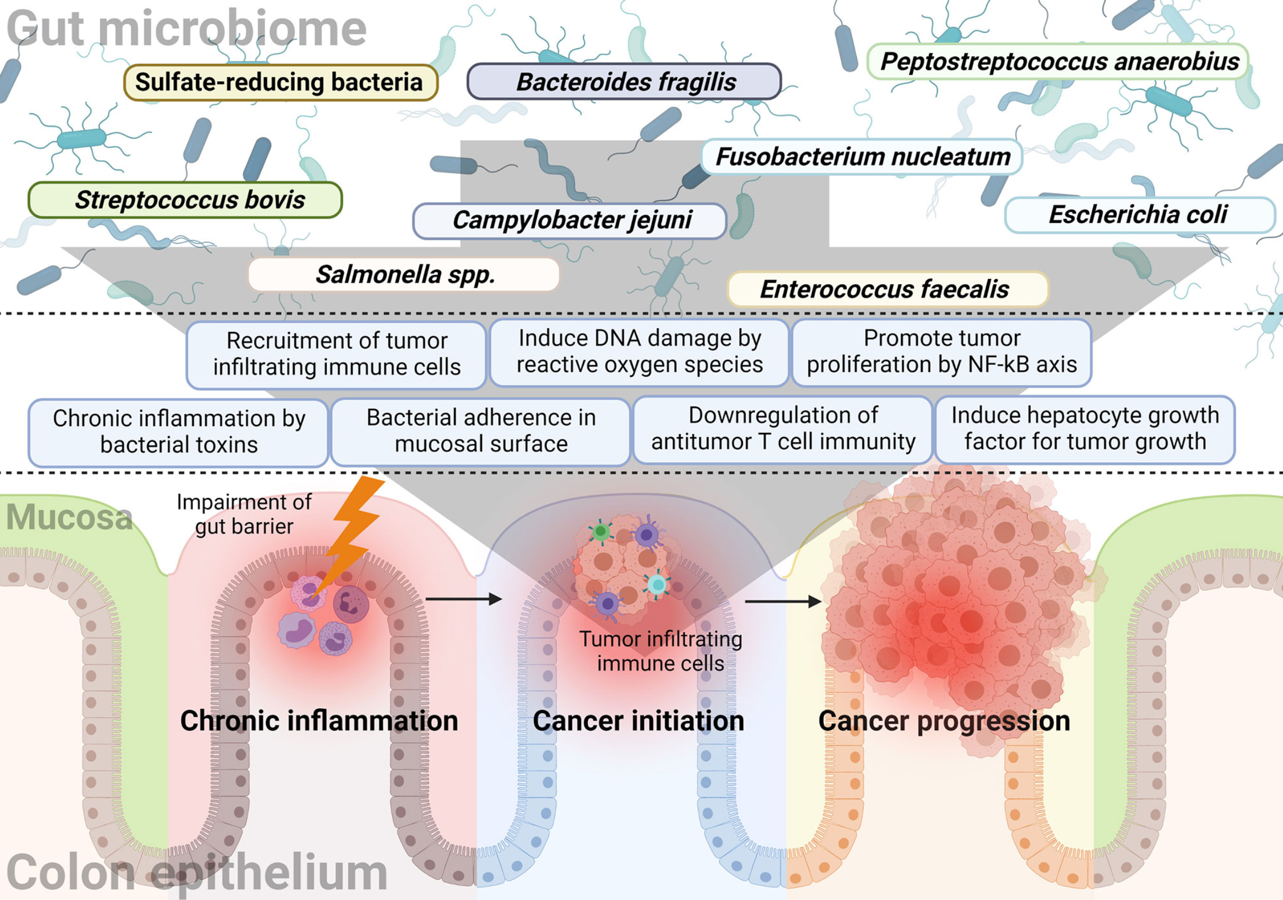 Gut microbiome
Sulfate-reducing bacteria
Bacteroides fragilis
Peptostreptococcus anaerobius
Fusobacterium nucleatum
Streptococcus bovis
Campylobacter jejuni
Escherichia coli
Salmonella spp.
Enterococcus faecalis
Recruitment of tumor
infiltrating immune cells
Induce DNA damage by
reactive oxygen species
Promote tumor
proliferation by NF-kB axis
Chronic inflammation by
bacterial toxins
Bacterial adherence in
mucosal surface
Downregulation of
antitumor T cell immunity
Induce hepatocyte growth
factor for tumor growth
Mucosa
Impairment of
gut barrier
Tumor infiltrating
immune cells
Chronic inflammation
Cancer initiation
Cancer progression
Colon epithelium